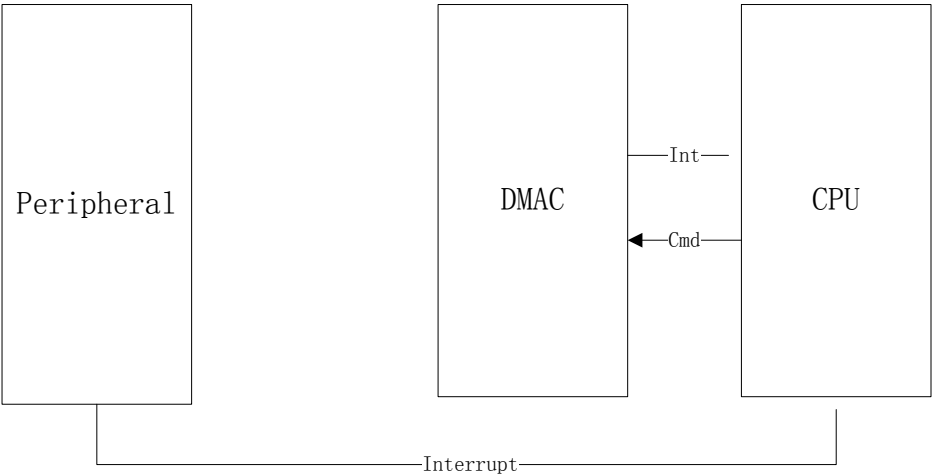 Int
Peripheral
DMAC
CPU
Cmd
Interrupt